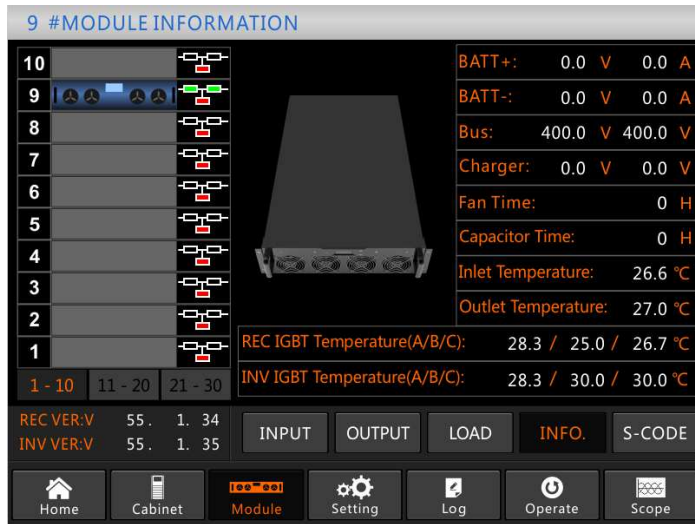 9 #MODULE INFORMATION
10
9
8
7
6
5
4
3
2
1
1 - 10 11 - 20 21 - 30
REC VER:V 55. 1. 34
INV VER:V 55. 1. 35
BATT+: 0.0 V 0.0 A
BATT-: 0.0 V 0.0 A
Bus: 400.0 V 400.0 V
Charger: 0.0 V 0.0 V
Fan Time: 0 H
Capacitor Time: 0 H
Inlet Temperature: 26.6 ℃
Outlet Temperature: 27.0 ℃
REC IGBT Temperature(A/B/C): 28.3 / 25.0 / 26.7 ℃
INV IGBT Temperature(A/B/C): 28.3 / 30.0 / 30.0 ℃
INPUT OUTPUT LOAD INFO. S-CODE
Home Cabinet Module Setting Log Operate Scope